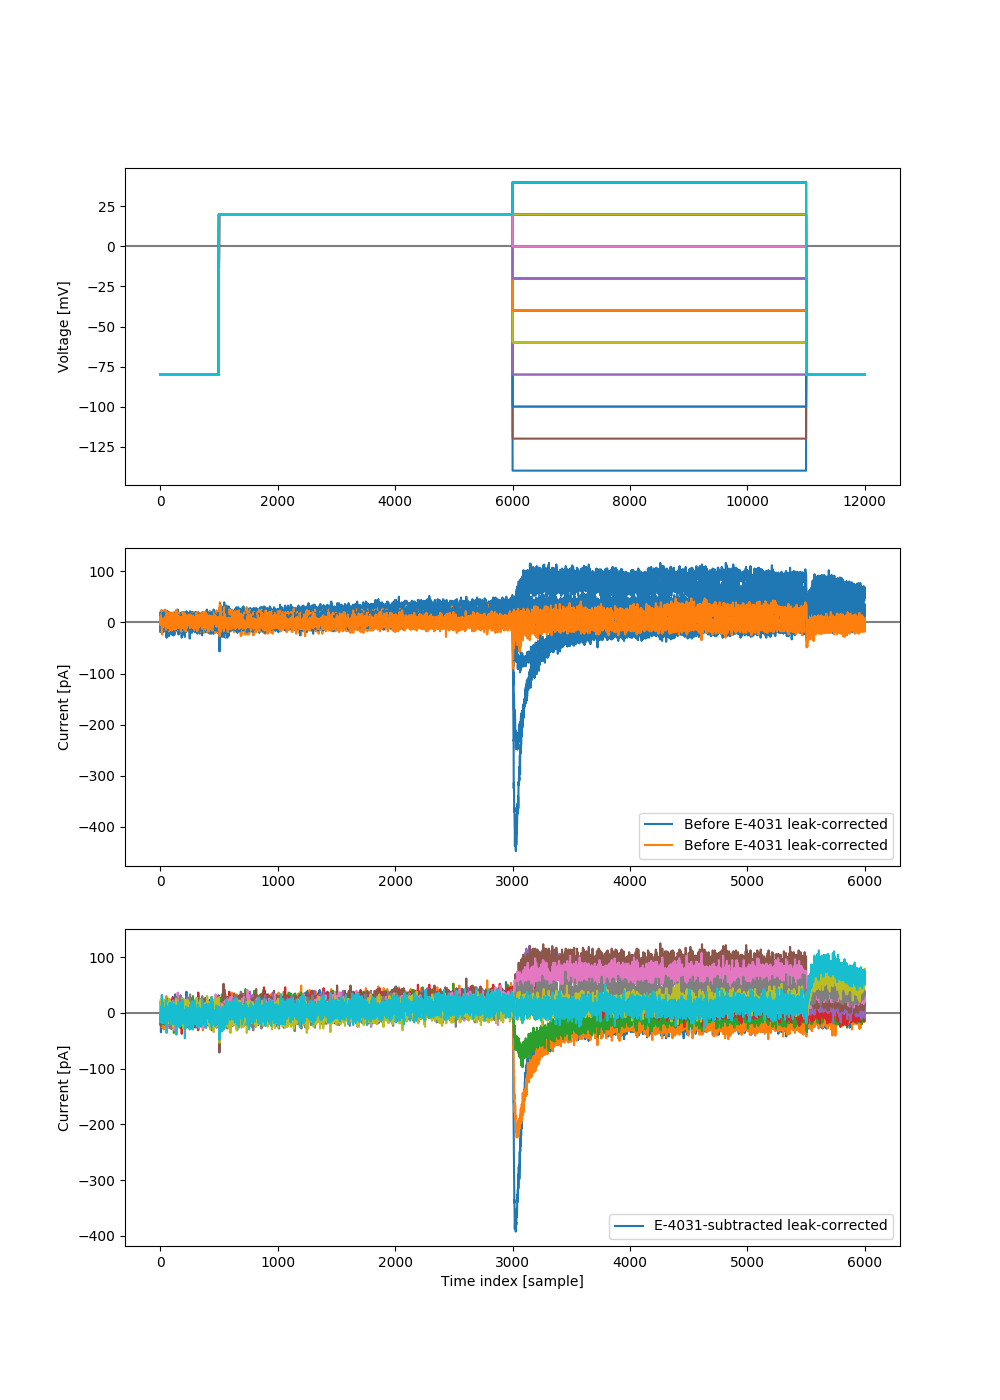 25
0
−25
−50
−75
−100
−125
Voltage [mV]
0 2000 4000 6000 8000 10000 12000
100
0
−100
−200
−300
−400
Current [pA]
Before E-4031 leak-corrected
Before E-4031 leak-corrected
0 1000 2000 3000 4000 5000 6000
100
0
−100
−200
−300
−400
Current [pA]
E-4031-subtracted leak-corrected
0 1000 2000 3000 4000 5000 6000
Time index [sample]